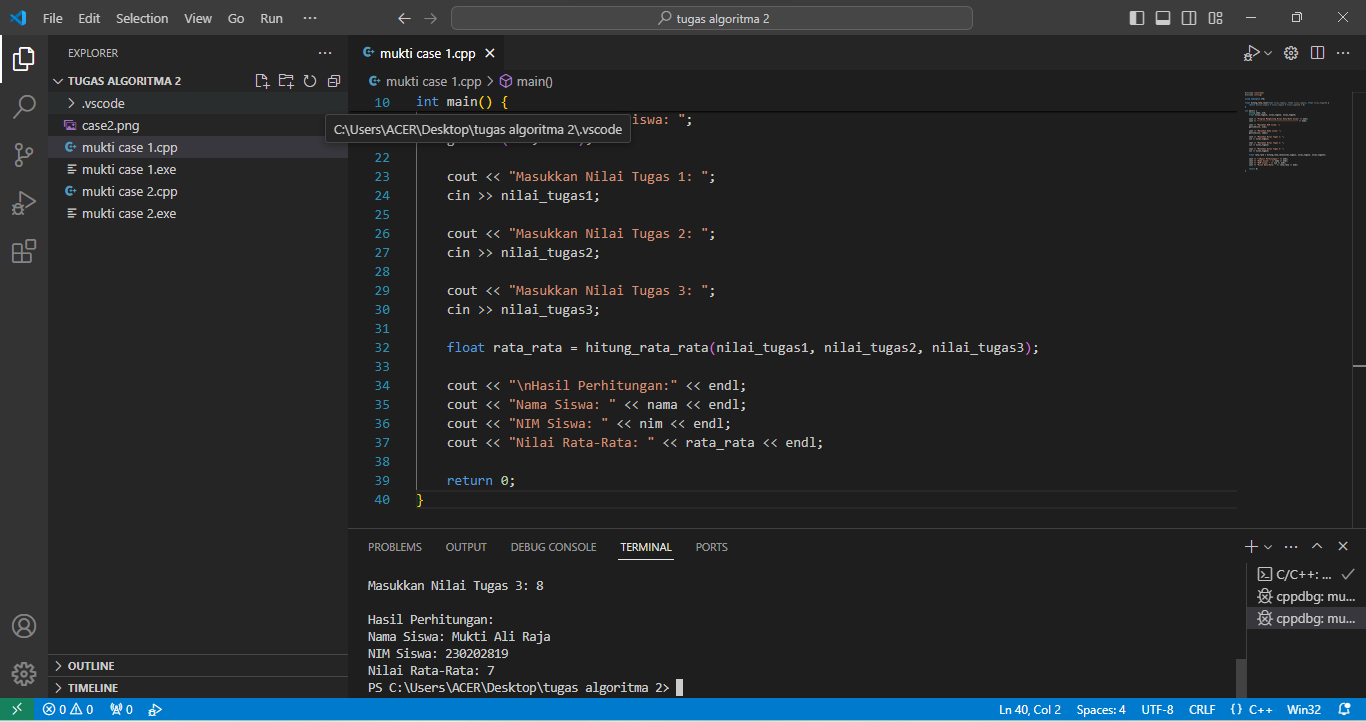 File Edit Selection View Go Run ··· tugas algoritma 2
EXPLORER ···
TUGAS ALGORITMA 2
.vscode
case2.png
mukti case 1.cpp
mukti case 1.exe
mukti case 2.cpp
mukti case 2.exe
OUTLINE
TIMELINE
mukti case 1.cpp
mukti case 1.cpp > main()
10 int main() {
iswa: ";
C:\Users\ACER\Desktop\tugas algoritma 2\.vscode
22
23 cout << "Masukkan Nilai Tugas 1: ";
24 cin >> nilai_tugas1;
25
26 cout << "Masukkan Nilai Tugas 2: ";
27 cin >> nilai_tugas2;
28
29 cout << "Masukkan Nilai Tugas 3: ";
30 cin >> nilai_tugas3;
31
32 float rata_rata = hitung_rata_rata(nilai_tugas1, nilai_tugas2, nilai_tugas3);
33
34 cout << "\nHasil Perhitungan:" << endl;
35 cout << "Nama Siswa: " << nama << endl;
36 cout << "NIM Siswa: " << nim << endl;
37 cout << "Nilai Rata-Rata: " << rata_rata << endl;
38
39 return 0;
40 }
PROBLEMS OUTPUT DEBUG CONSOLE TERMINAL PORTS
Masukkan Nilai Tugas 3: 8
Hasil Perhitungan:
Nama Siswa: Mukti Ali Raja
NIM Siswa: 230202819
Nilai Rata-Rata: 7
PS C:\Users\ACER\Desktop\tugas algoritma 2>
C/C++: ...
cppdbg: mu...
cppdbg: mu...
0 0 0 Ln 40, Col 2 Spaces: 4 UTF-8 CRLF {} C++ Win32